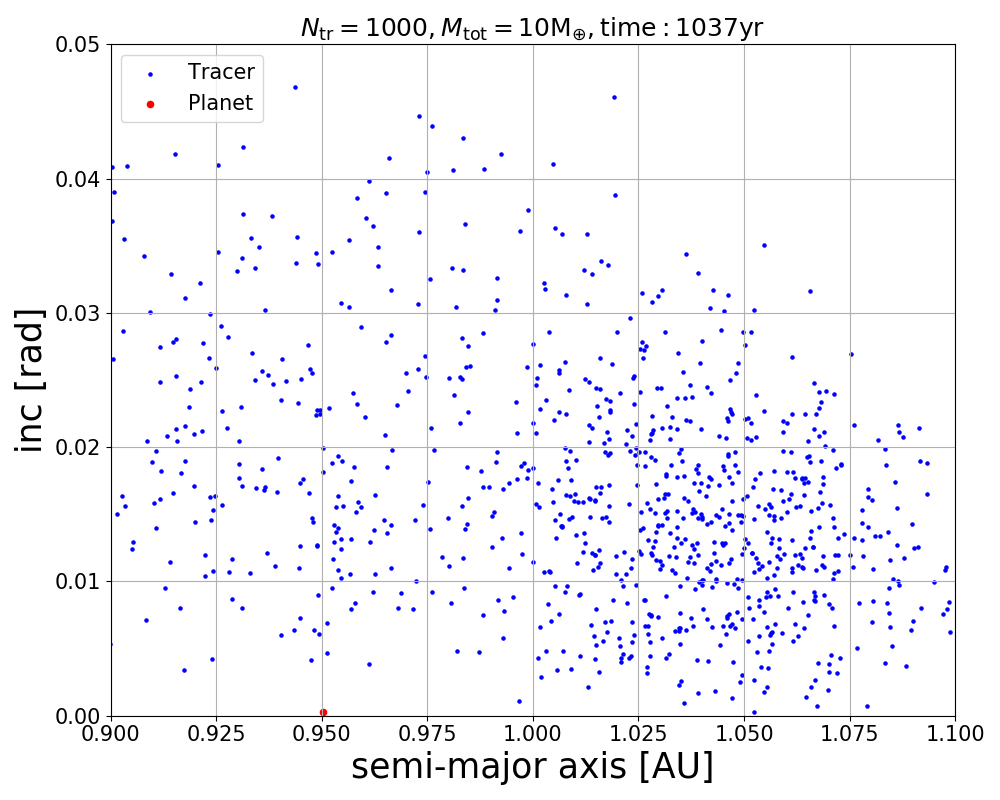 N_tr = 1000, M_tot = 10M_⊕, time : 1037yr
Tracer
Planet
0.05
0.04
0.03
0.02
0.01
0.00
inc [rad]
0.900 0.925 0.950 0.975 1.000 1.025 1.050 1.075 1.100
semi-major axis [AU]